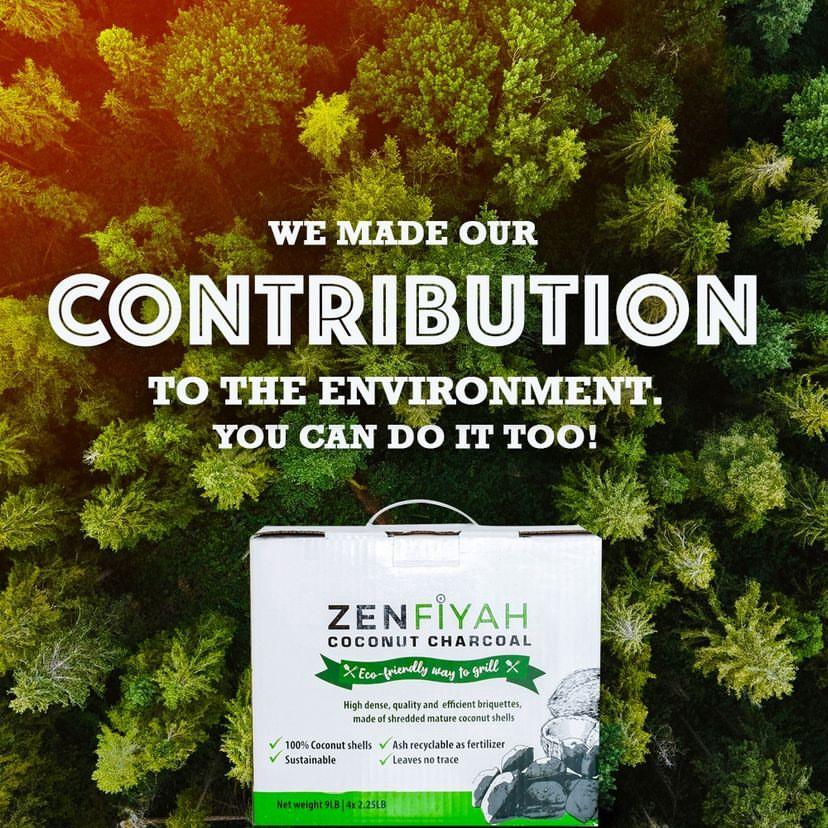 WE MADE OUR
CONTRIBUTION
TO THE ENVIRONMENT.
YOU CAN DO IT TOO!
ZENFIYAH
COCONUT CHARCOAL
Eco-friendly way to grill
High dense, quality and efficient briquettes,
made of shredded mature coconut shells
✓ 100% Coconut shells ✓ Ash recyclable as fertilizer
✓ Sustainable ✓ Leaves no trace
Net weight 9LB | 4x 2.25LB